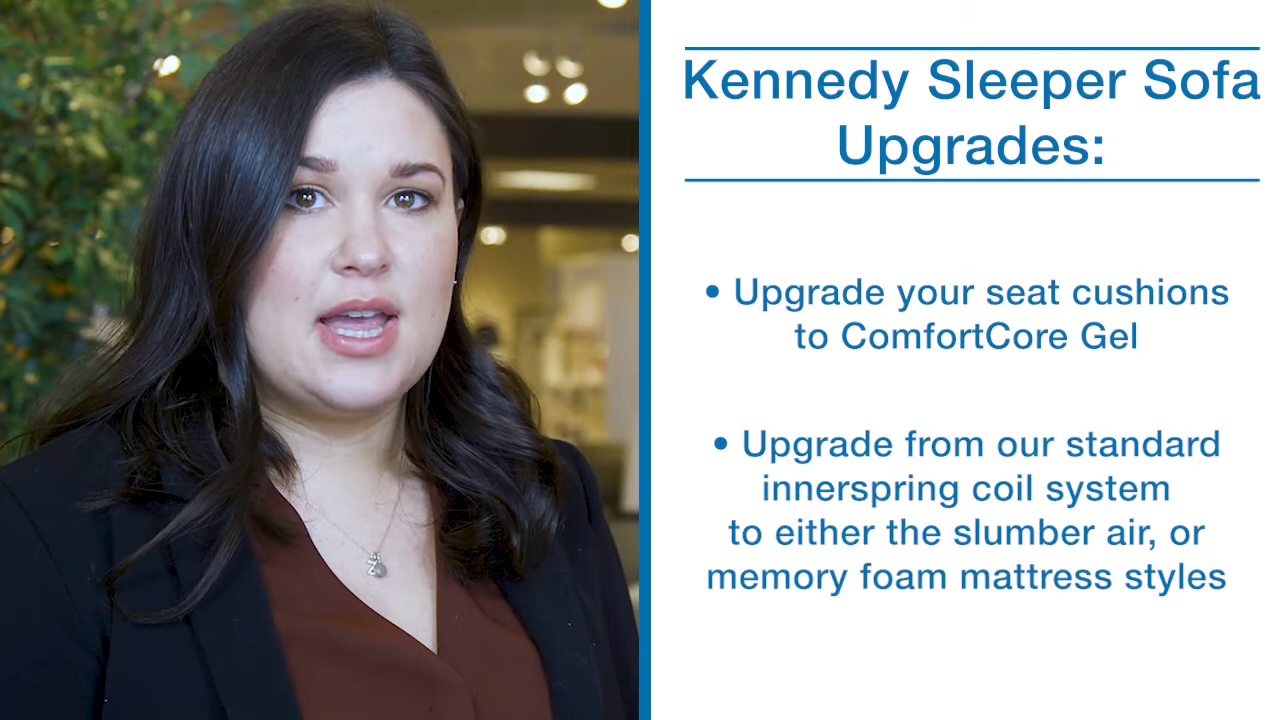 Kennedy Sleeper Sofa
Upgrades:
• Upgrade your seat cushions
to ComfortCore Gel
• Upgrade from our standard
innerspring coil system
to either the slumber air, or
memory foam mattress styles